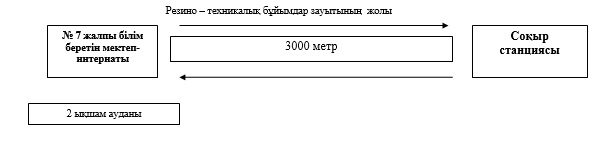 Резино – техникалық бұйымдар зауытының жолы
№ 7 жалпы білім
беретін мектеп-
интернаты
3000 метр
Соқыр
станциясы
2 ықшам ауданы